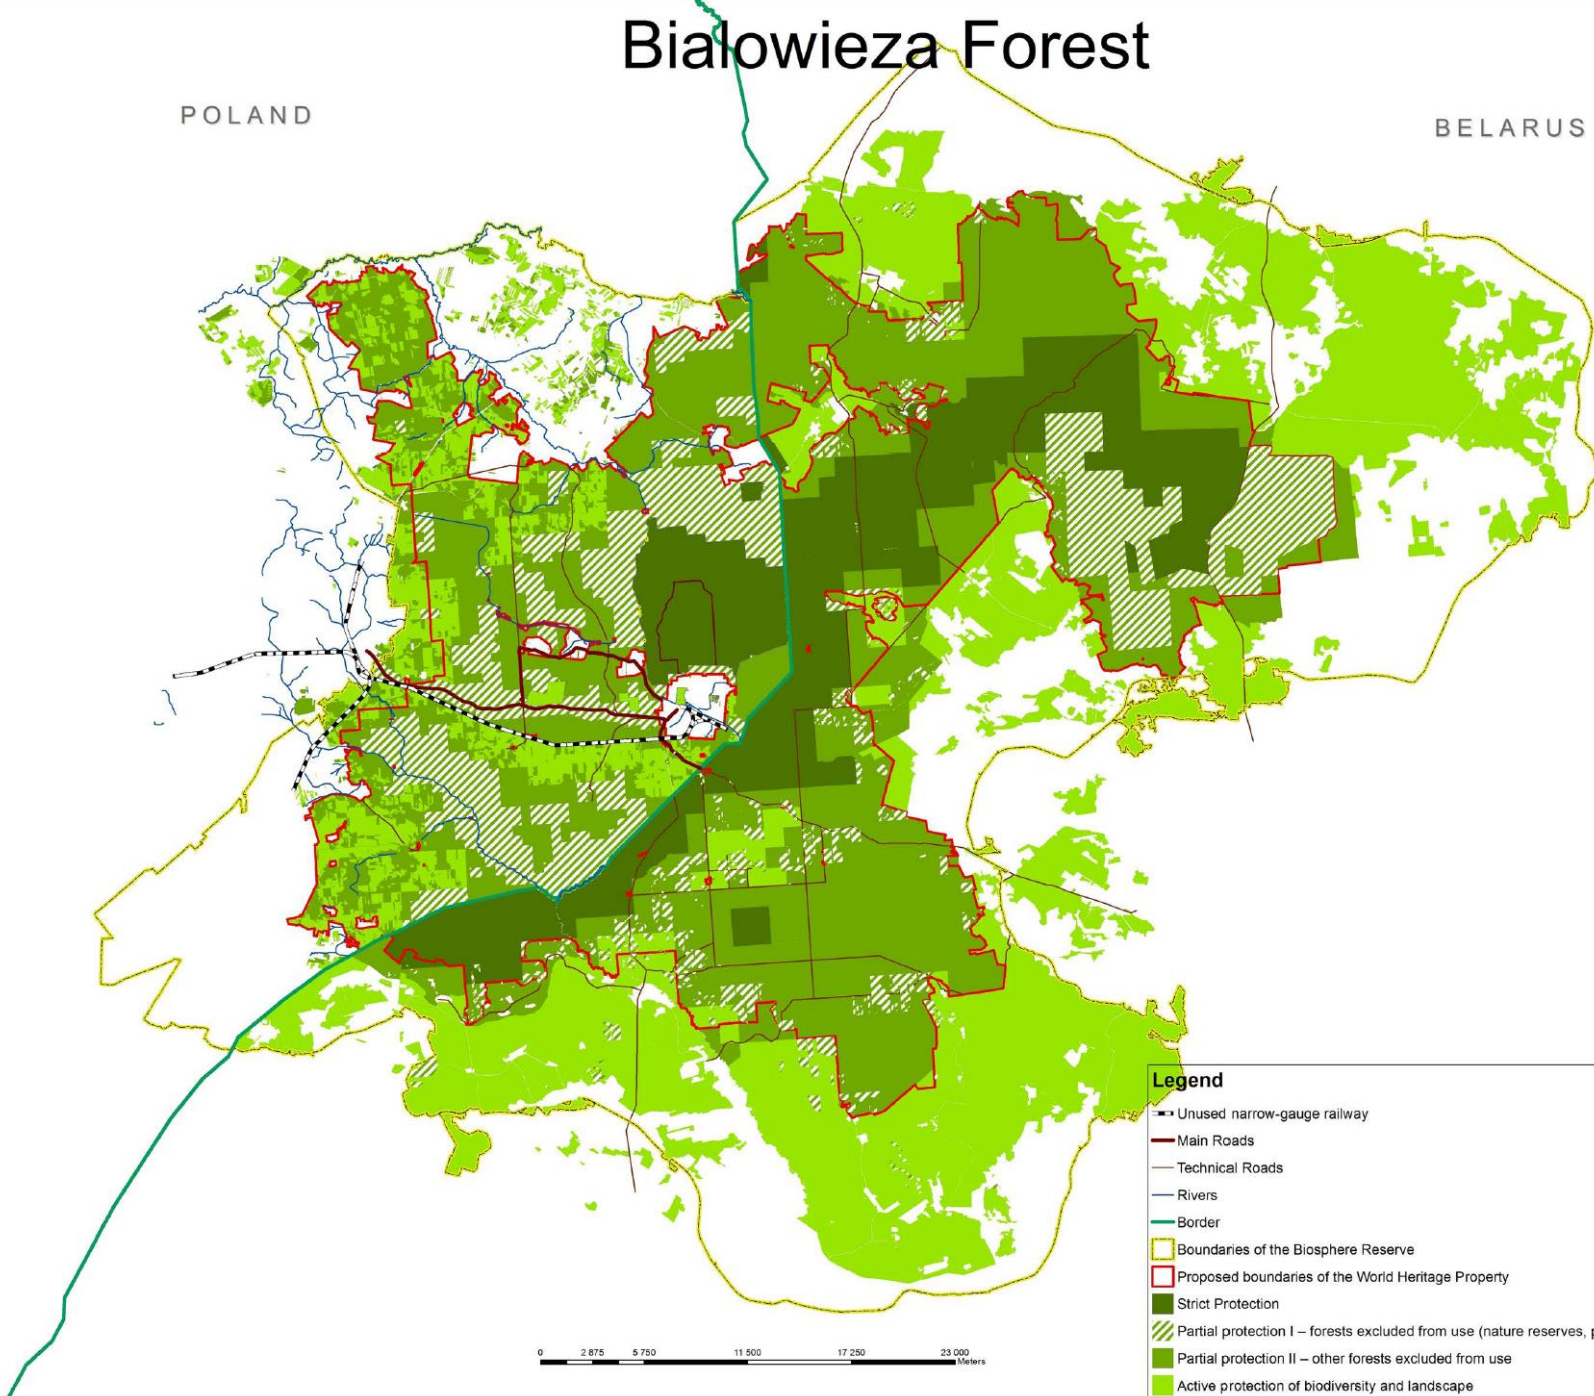 Bialowieza Forest
POLAND
BELARUS
Legend
Unused narrow-gauge railway
Main Roads
Technical Roads
Rivers
Border
Boundaries of the Biosphere Reserve
Proposed boundaries of the World Heritage Property
Strict Protection
Partial protection I – forests excluded from use (nature reserves, p
Partial protection II – other forests excluded from use
Active protection of biodiversity and landscape
0 2 875 5 750 11 500 17 250 23 000
Meters